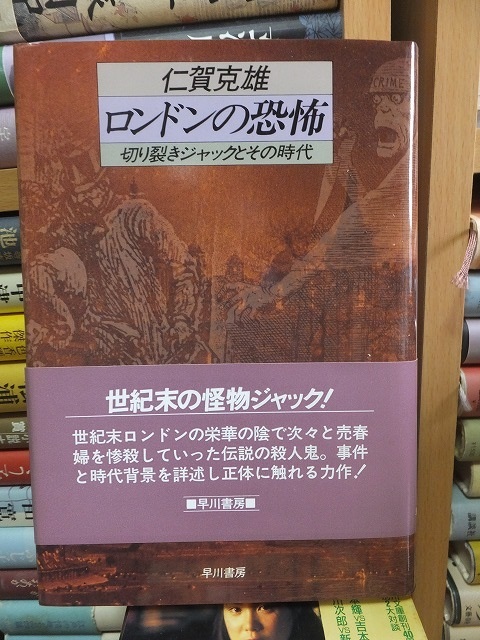 仁賀克雄
ロンドンの恐怖
切り裂きジャックとその時代
CRIME
世紀末の怪物ジャック!
世紀末ロンドンの栄華の陰で次々と売春
婦を惨殺していった伝説の殺人鬼。事件
と時代背景を詳述し正体に触れる力作!
■早川書房■
早川書房